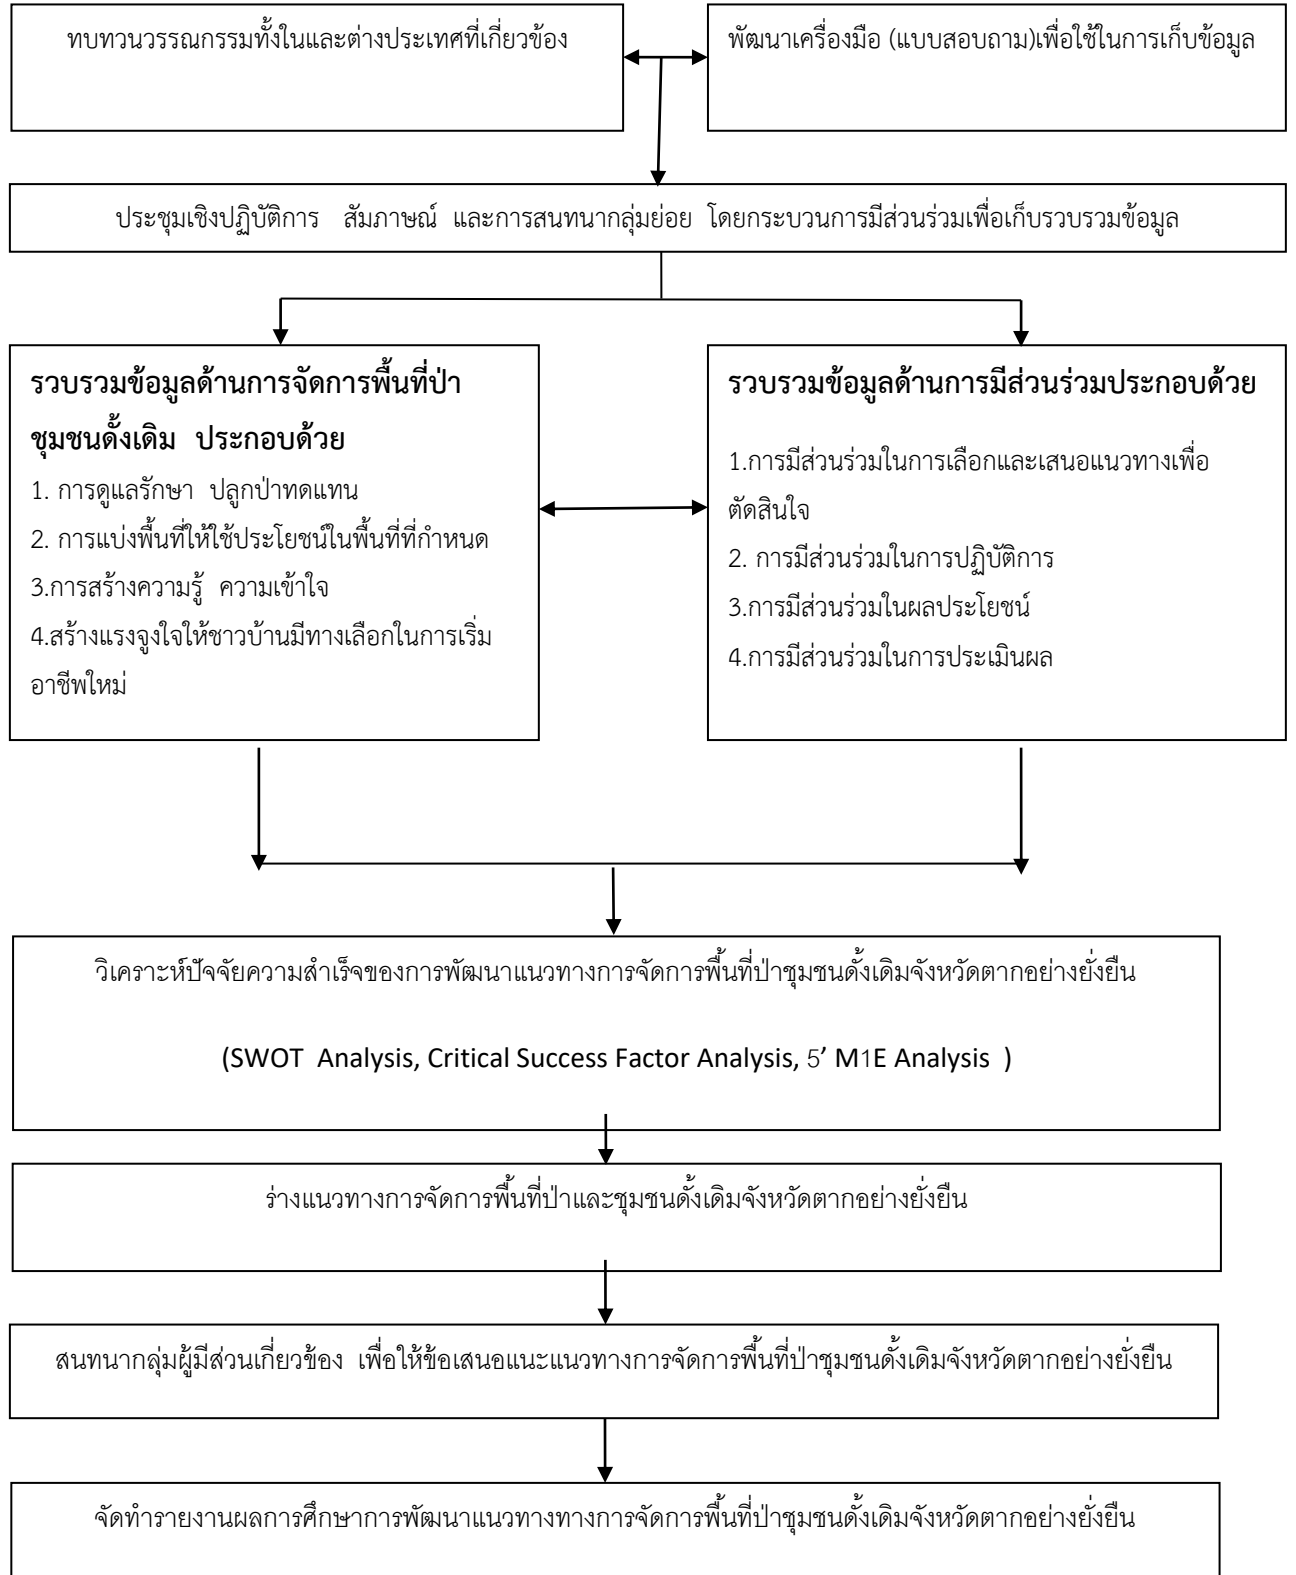 ทบทวนวรรณกรรมทั้งในและต่างประเทศที่เกี่ยวข้อง
พัฒนาเครื่องมือ (แบบสอบถาม)เพื่อใช้ในการเก็บข้อมูล
ประชุมเชิงปฏิบัติการ สัมภาษณ์ และการสนทนากลุ่มย่อย โดยกระบวนการมีส่วนร่วมเพื่อเก็บรวบรวมข้อมูล
รวบรวมข้อมูลด้านการจัดการพื้นที่ป่า
ชุมชนดั้งเดิม ประกอบด้วย
1. การดูแลรักษา ปลูกป่าทดแทน
2. การแบ่งพื้นที่ให้ใช้ประโยชน์ในพื้นที่ที่กำหนด
3.การสร้างความรู้ ความเข้าใจ
4.สร้างแรงจูงใจให้ชาวบ้านมีทางเลือกในการเริ่ม
อาชีพใหม่
รวบรวมข้อมูลด้านการมีส่วนร่วมประกอบด้วย
1.การมีส่วนร่วมในการเลือกและเสนอแนวทางเพื่อ
ตัดสินใจ
2. การมีส่วนร่วมในการปฏิบัติการ
3.การมีส่วนร่วมในผลประโยชน์
4.การมีส่วนร่วมในการประเมินผล
วิเคราะห์ปัจจัยความสำเร็จของการพัฒนาแนวทางการจัดการพื้นที่ป่าชุมชนดั้งเดิมจังหวัดตากอย่างยั่งยืน
(SWOT Analysis, Critical Success Factor Analysis, 5’ M1E Analysis )
ร่างแนวทางการจัดการพื้นที่ป่าและชุมชนดั้งเดิมจังหวัดตากอย่างยั่งยืน
สนทนากลุ่มผู้มีส่วนเกี่ยวข้อง เพื่อให้ข้อเสนอแนะแนวทางการจัดการพื้นที่ป่าชุมชนดั้งเดิมจังหวัดตากอย่างยั่งยืน
จัดทำรายงานผลการศึกษาการพัฒนาแนวทางทางการจัดการพื้นที่ป่าชุมชนดั้งเดิมจังหวัดตากอย่างยั่งยืน